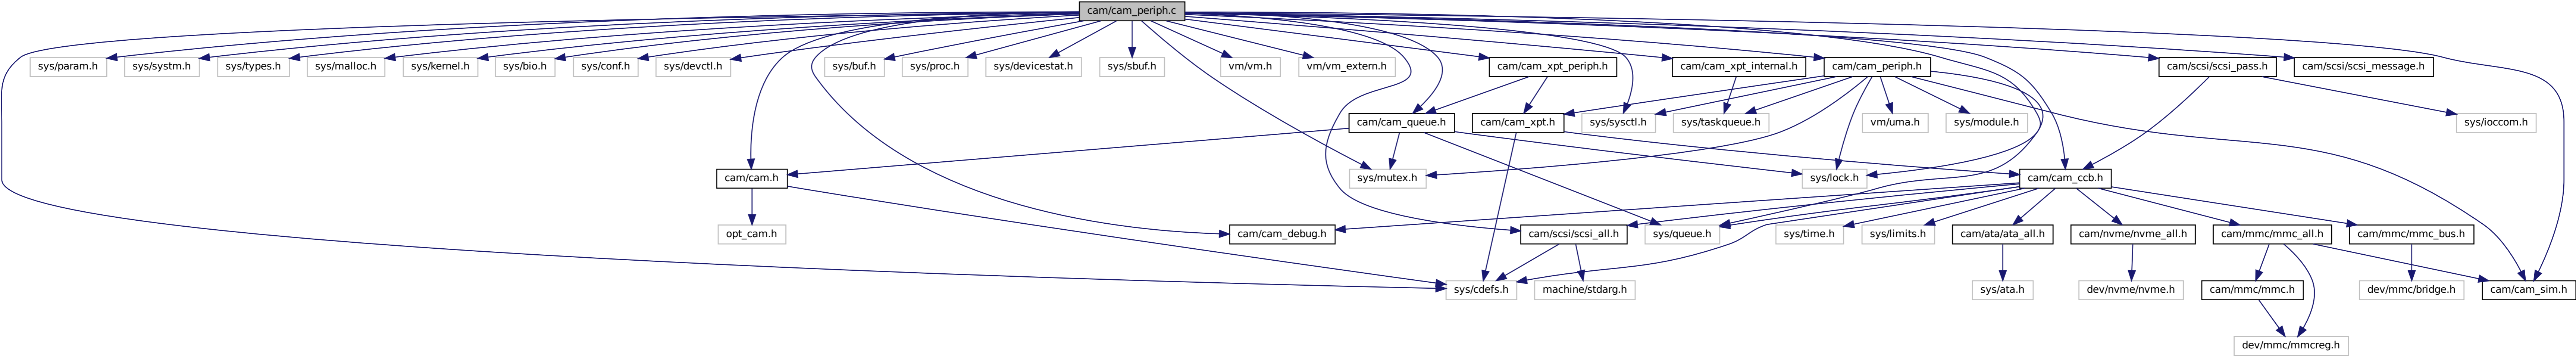 cam/cam_periph.c
sys/param.h
sys/systm.h
sys/types.h
sys/malloc.h
sys/kernel.h
sys/bio.h
sys/conf.h
sys/devctl.h
sys/buf.h
sys/proc.h
sys/devicestat.h
sys/sbuf.h
vm/vm.h
vm/vm_extern.h
cam/cam_xpt_periph.h
cam/cam_xpt_internal.h
cam/cam_periph.h
cam/scsi/scsi_pass.h
cam/scsi/scsi_message.h
cam/cam_queue.h
cam/cam_xpt.h
sys/sysctl.h
sys/taskqueue.h
vm/uma.h
sys/module.h
sys/ioccom.h
cam/cam.h
sys/mutex.h
sys/lock.h
cam/cam_ccb.h
opt_cam.h
cam/cam_debug.h
cam/scsi/scsi_all.h
sys/queue.h
sys/time.h
sys/limits.h
cam/ata/ata_all.h
cam/nvme/nvme_all.h
cam/mmc/mmc_all.h
cam/mmc/mmc_bus.h
sys/cdefs.h
machine/stdarg.h
sys/ata.h
dev/nvme/nvme.h
cam/mmc/mmc.h
dev/mmc/bridge.h
cam/cam_sim.h
dev/mmc/mmcreg.h